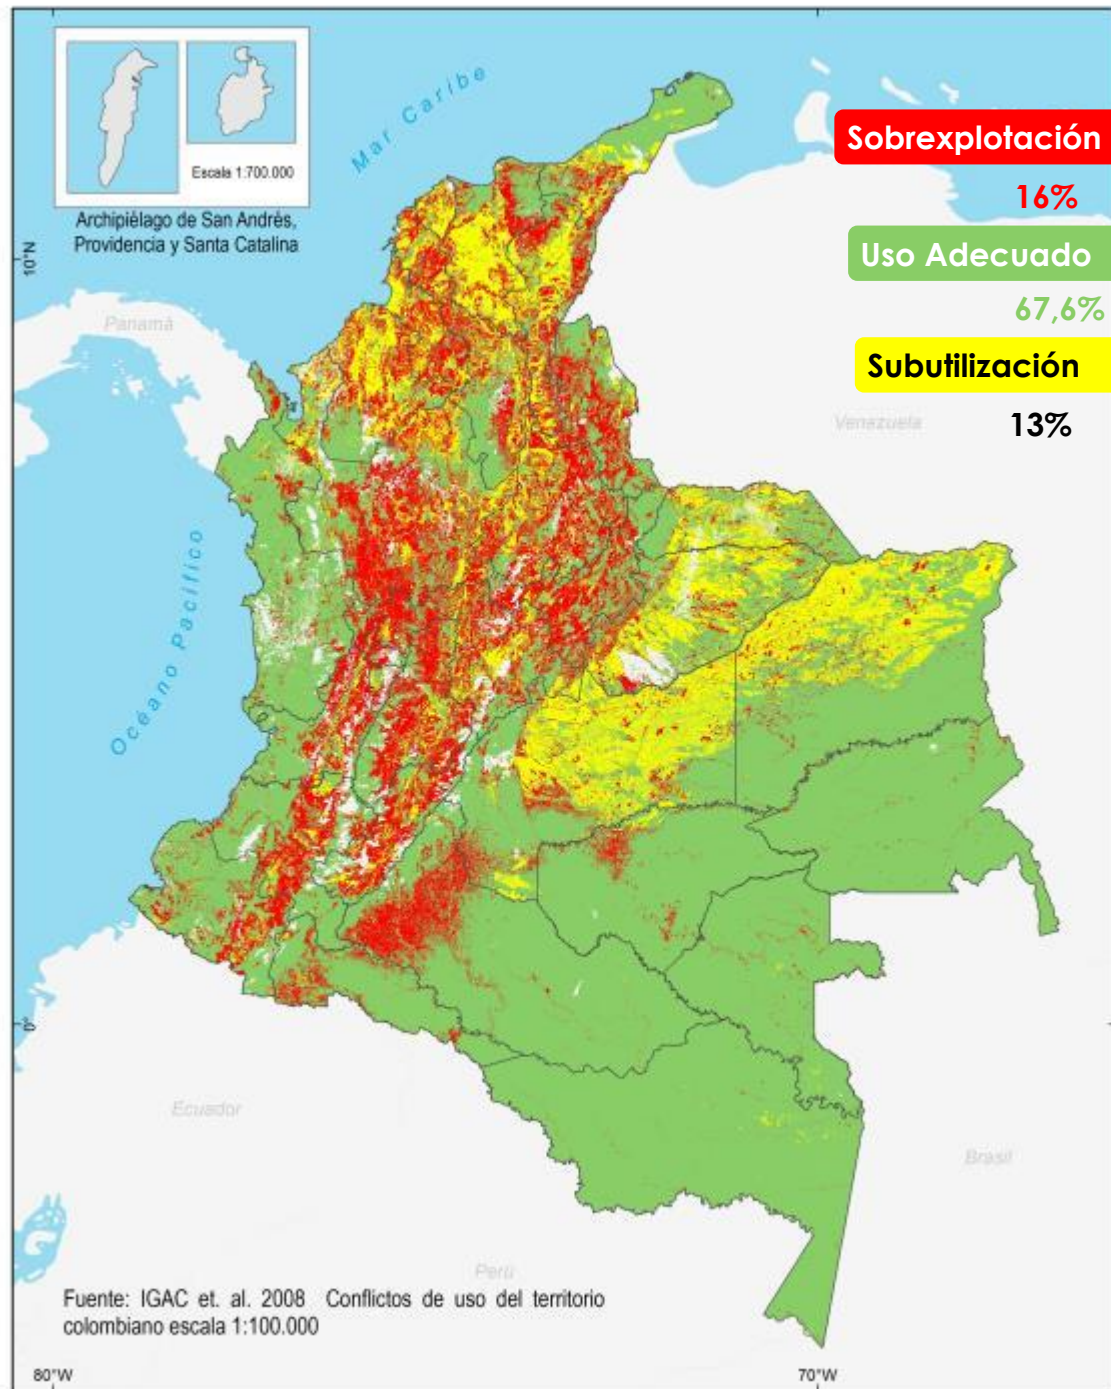 Escala 1:700.000
Archipiélago de San Andrés,
Providencia y Santa Catalina
Mar Caribe
Sobrexplotación
16%
Uso Adecuado
67,6%
Subutilización
13%
10°N
Panamá
Venezuela
Océano Pacífico
0°
Ecuador
Brasil
Perú
Fuente: IGAC et. al. 2008 Conflictos de uso del territorio
colombiano escala 1:100.000
80°W
70°W